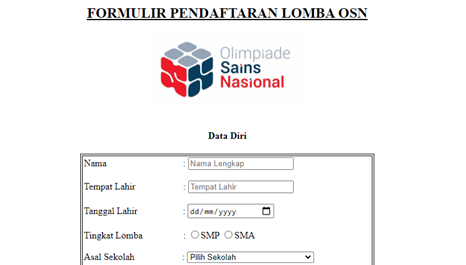 FORMULIR PENDAFTARAN LOMBA OSN
Olimpiade
Sains
Nasional
Data Diri
Nama : Nama Lengkap
Tempat Lahir : Tempat Lahir
Tanggal Lahir : dd/mm/yyyy
Tingkat Lomba : SMP SMA
Asal Sekolah : Pilih Sekolah